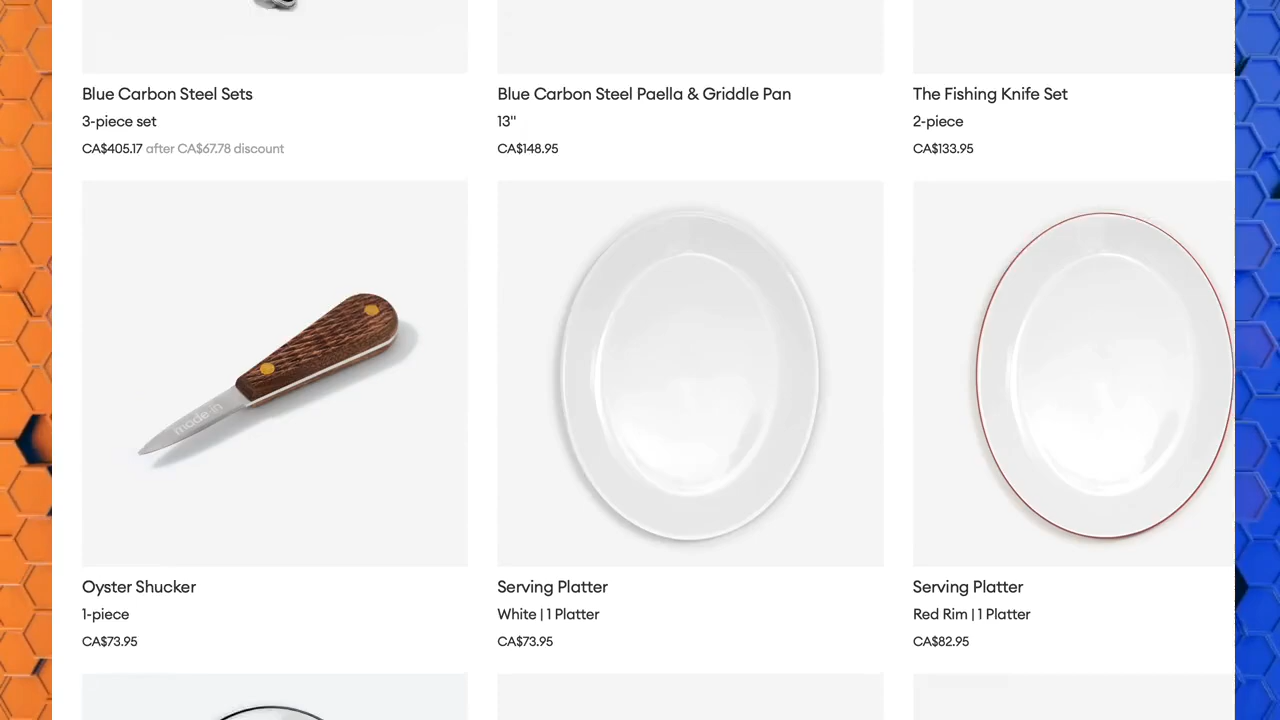 Blue Carbon Steel Sets
3-piece set
CA$405.17 after CA$67.78 discount
Blue Carbon Steel Paella & Griddle Pan
13"
CA$148.95
The Fishing Knife Set
2-piece
CA$133.95
made-in
Oyster Shucker
1-piece
CA$73.95
Serving Platter
White | 1 Platter
CA$73.95
Serving Platter
Red Rim | 1 Platter
CA$82.95